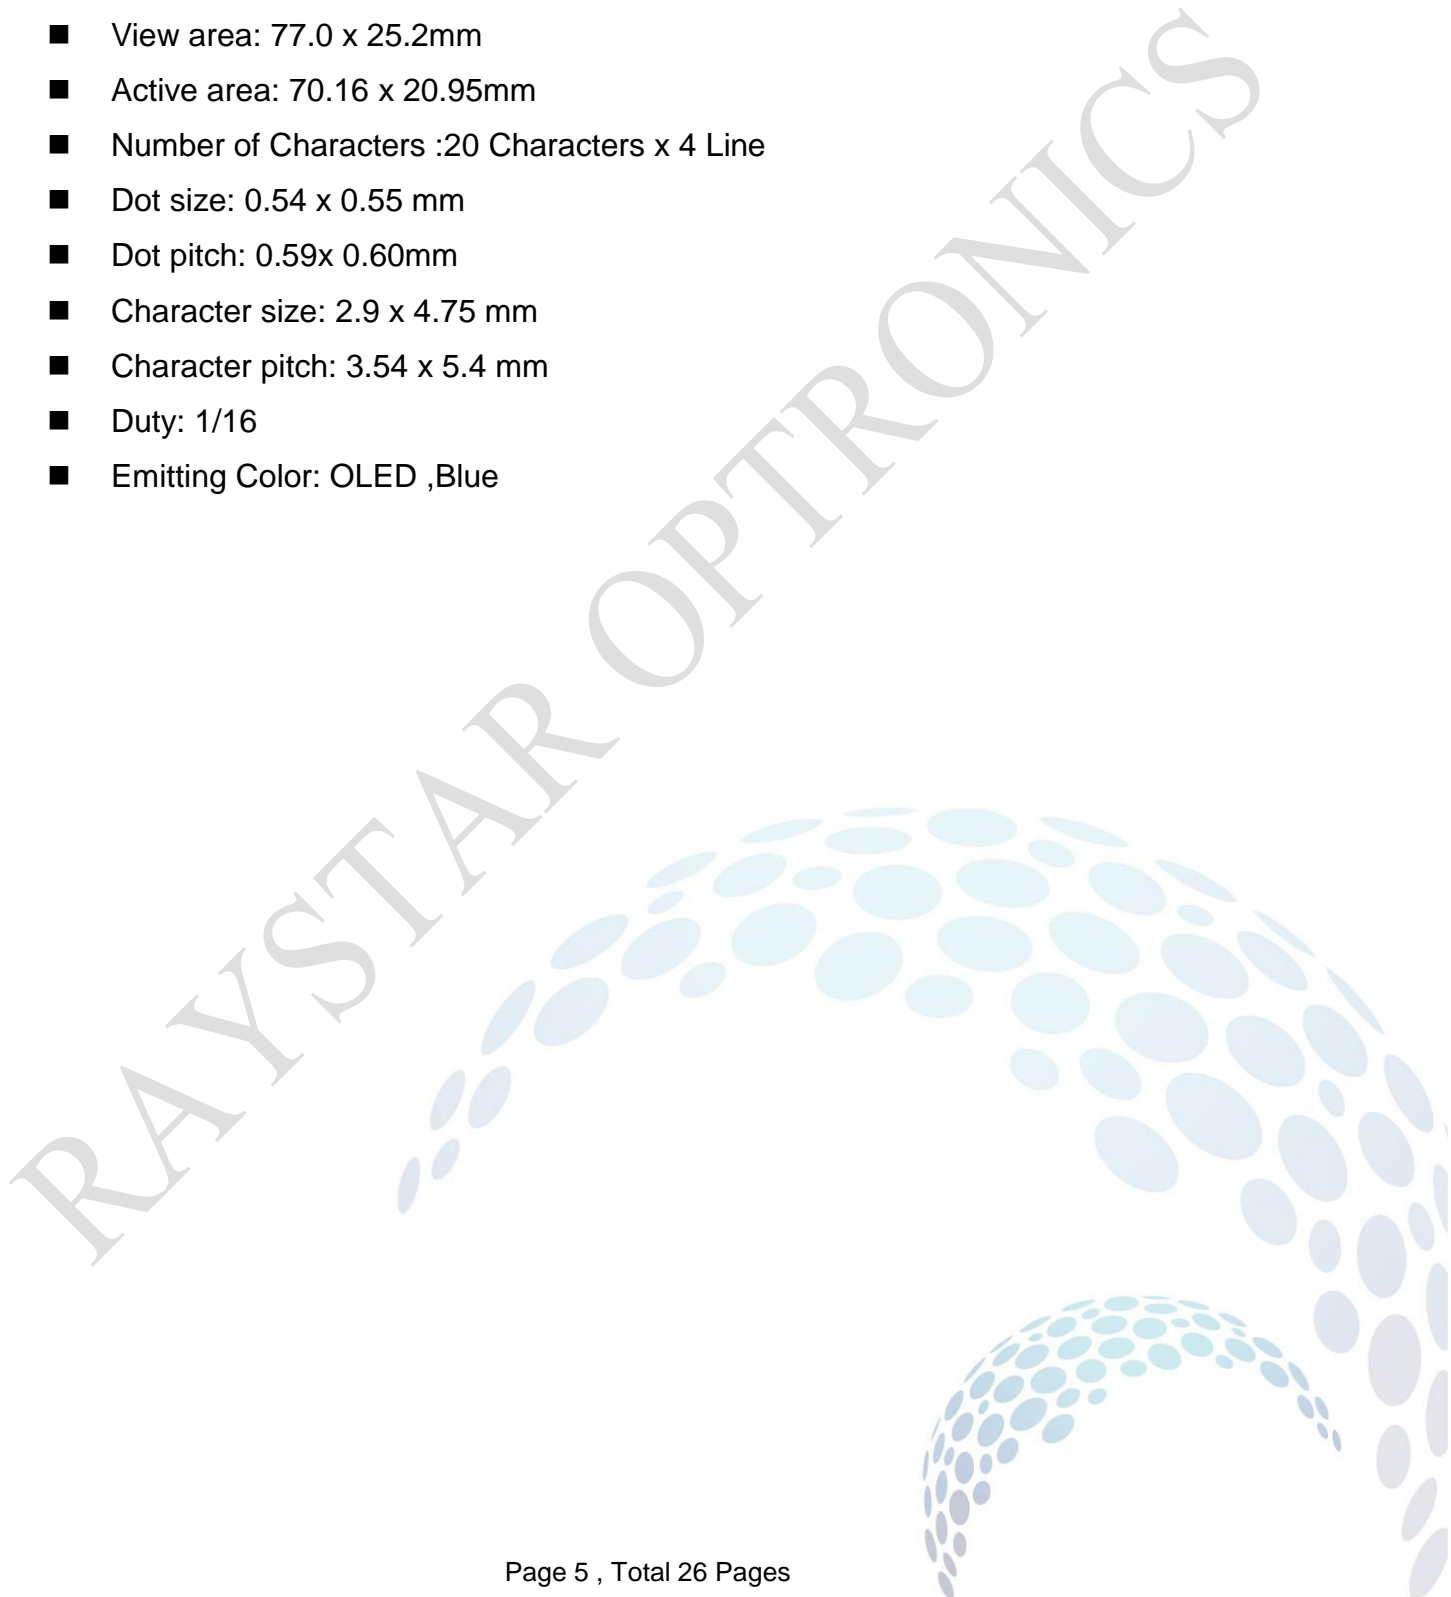 ■ View area: 77.0 x 25.2mm
■ Active area: 70.16 x 20.95mm
■ Number of Characters :20 Characters x 4 Line
■ Dot size: 0.54 x 0.55 mm
■ Dot pitch: 0.59x 0.60mm
■ Character size: 2.9 x 4.75 mm
■ Character pitch: 3.54 x 5.4 mm
■ Duty: 1/16
■ Emitting Color: OLED ,Blue
RAYSTAR OPTRONICS
Page 5 , Total 26 Pages